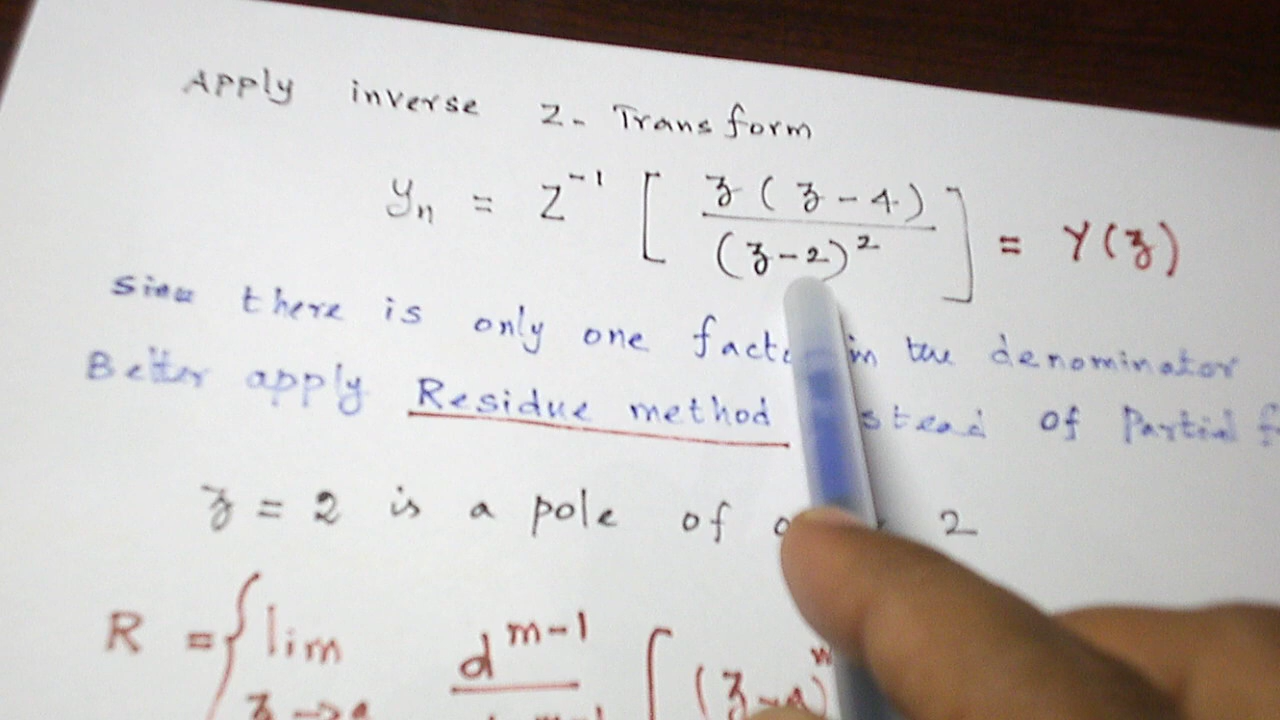 Apply inverse Z- Transform
yₙ = Z⁻¹ [ z ( z - 4 ) / ( z - 2 )² ] = Y(z)
there is only one in the denominator
Better apply Residue method of Partial
z = 2 is a pole of 2
R = { lim d^(m-1) [ (z-a)
z → a